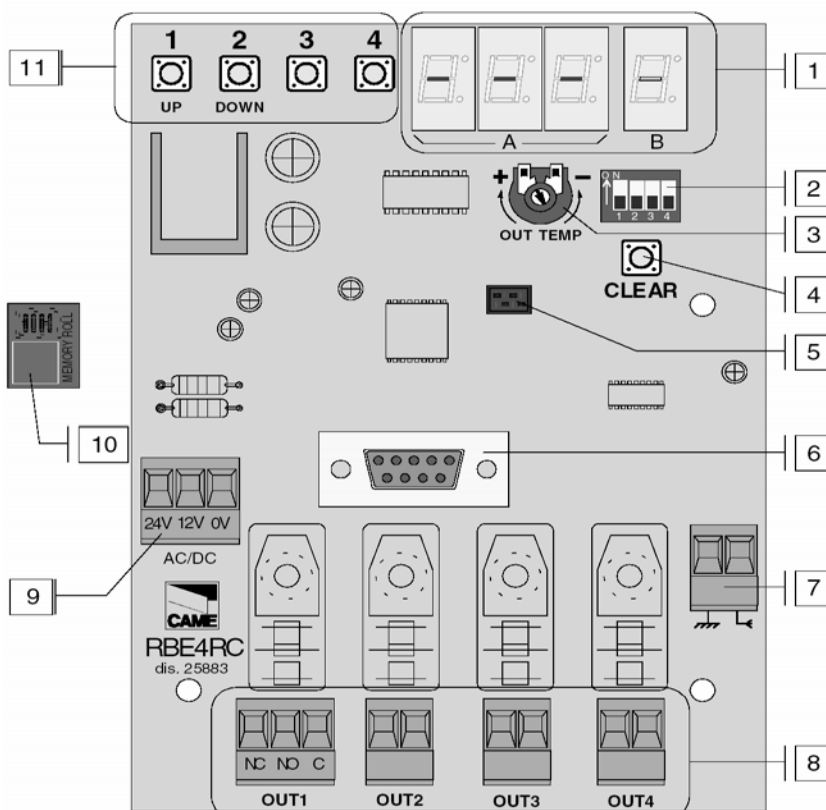 11
1 2 3 4
UP DOWN
A B
1
ON
1 2 3 4
2
+ −
OUT TEMP
3
CLEAR
4
5
MEMORY ROLL
10
6
24V 12V 0V
AC/DC
9
7
CAME
RBE4RC
dis. 25883
NC NO C
8
OUT1 OUT2 OUT3 OUT4